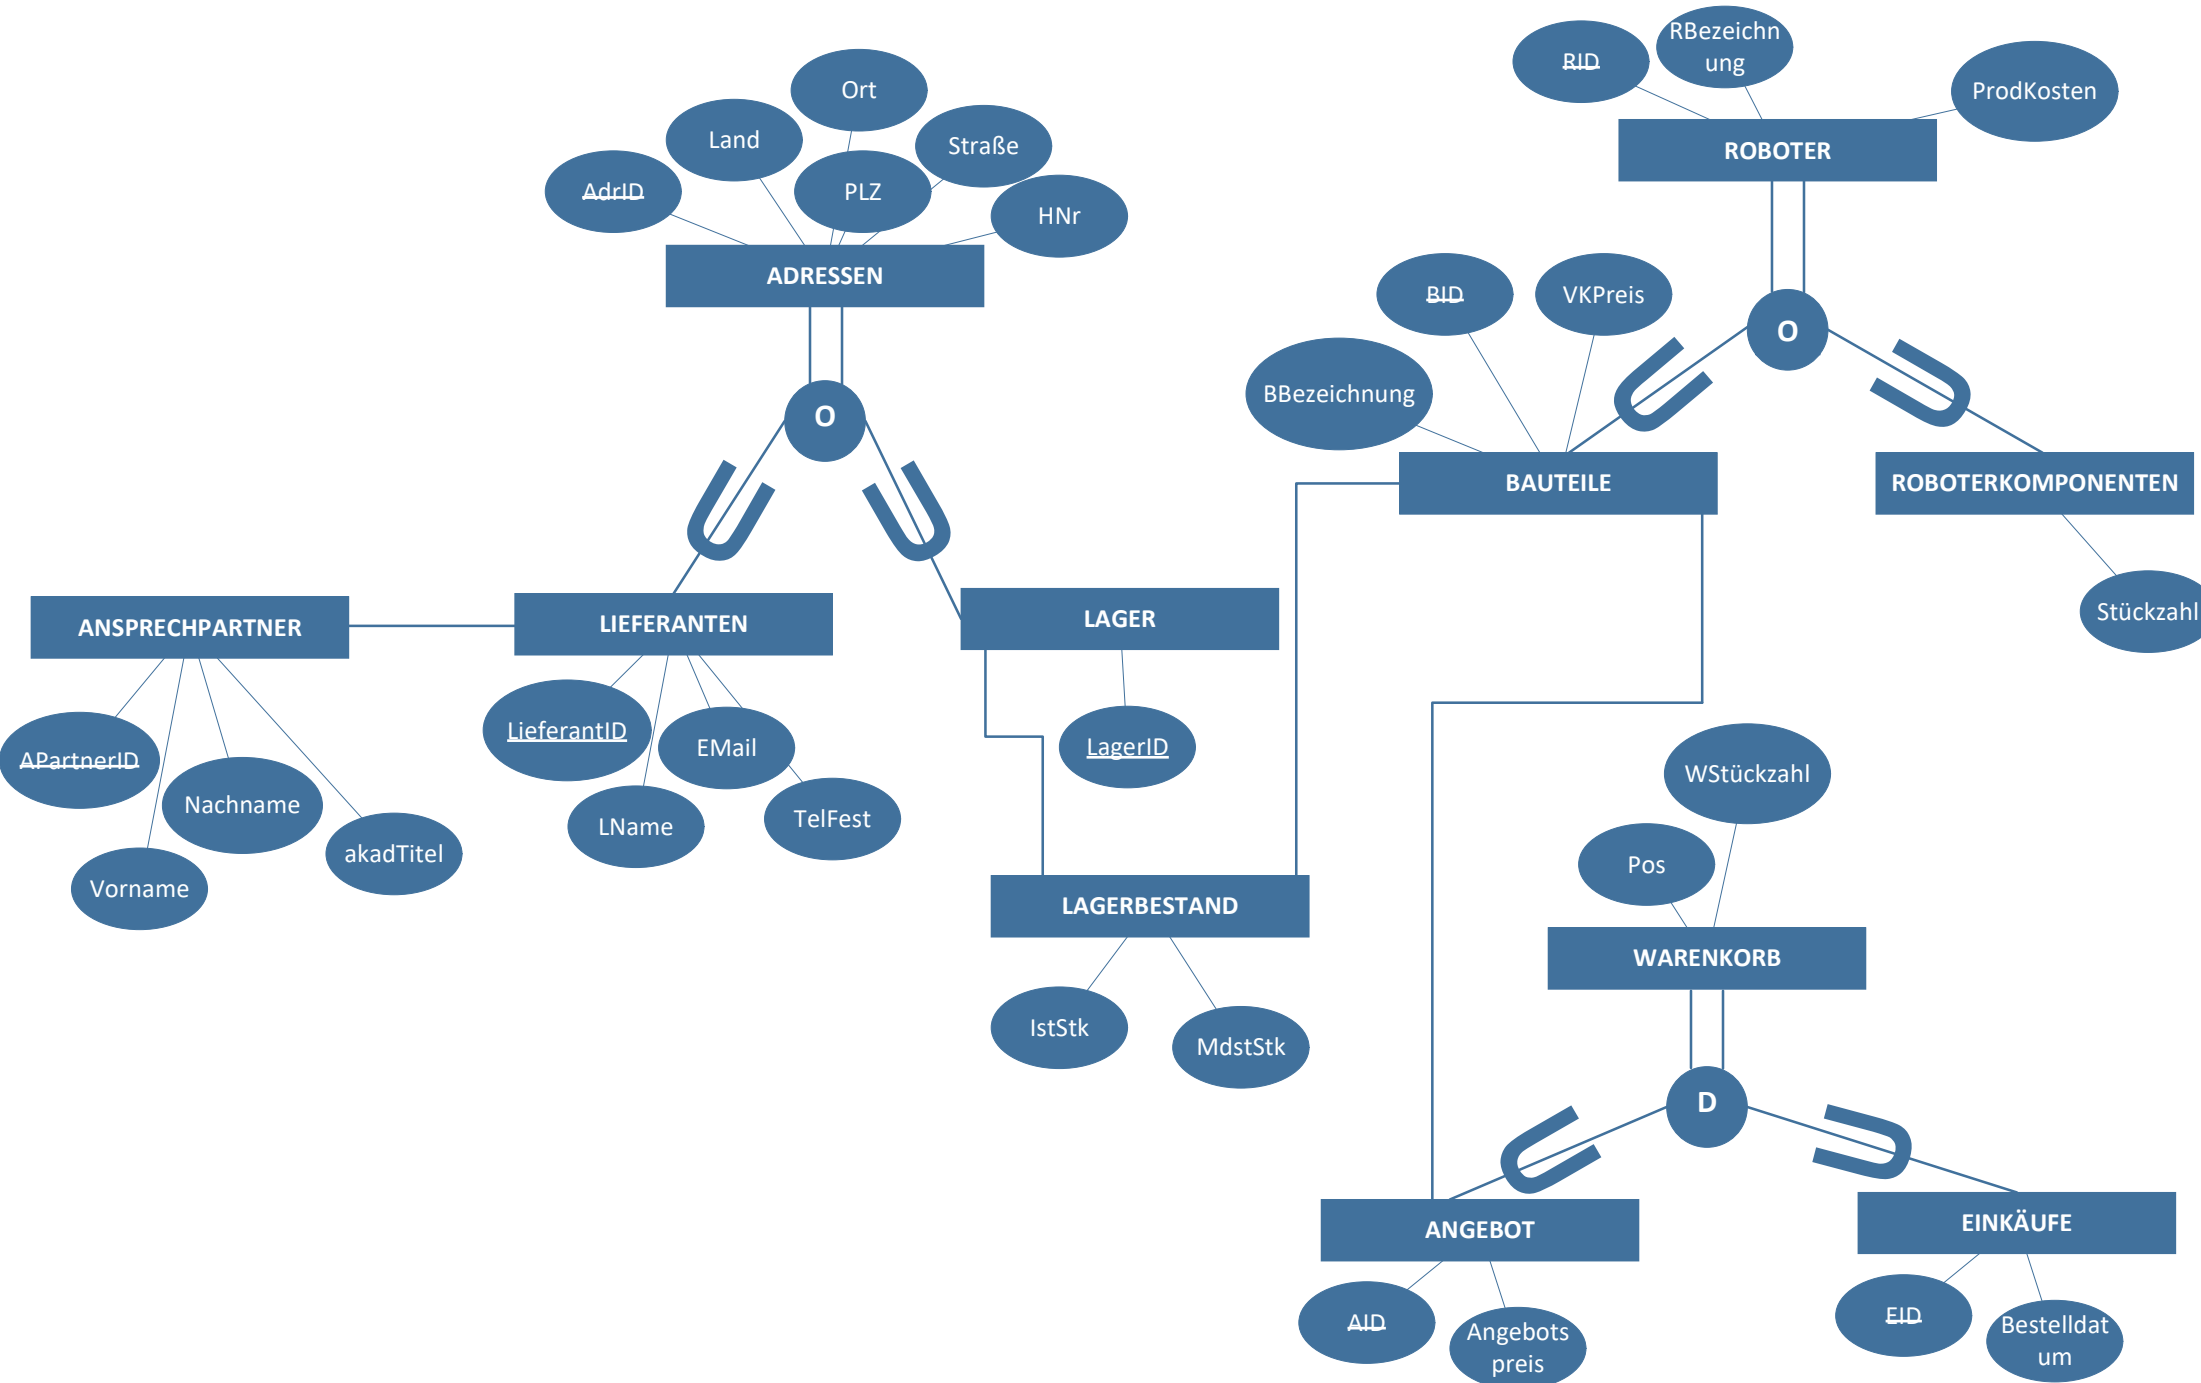 RBezeichn
ung
RID
ProdKosten
Ort
Land
Straße
ROBOTER
AdrID
PLZ
HNr
ADRESSEN
BID
VKPreis
O
BBezeichnung
O
BAUTEILE
ROBOTERKOMPONENTEN
ANSPRECHPARTNER
LIEFERANTEN
LAGER
Stückzahl
LieferantID
EMail
LagerID
APartnerID
WStückzahl
Nachname
LName
TelFest
akadTitel
Pos
Vorname
LAGERBESTAND
WARENKORB
IstStk
MdstStk
D
ANGEBOT
EINKÄUFE
AID
Angebots
preis
EID
Bestelldat
um